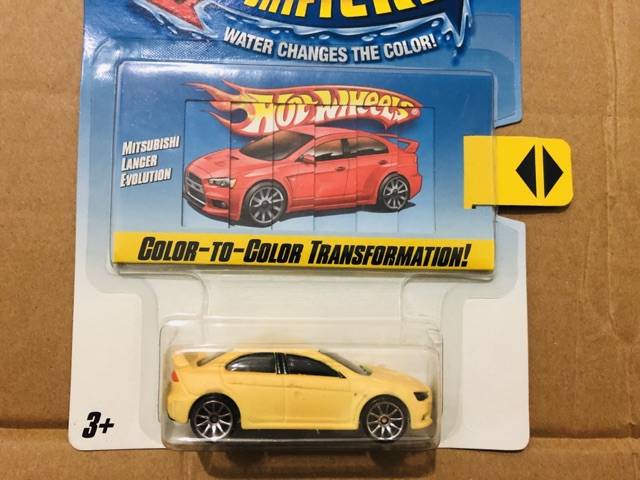 WATER CHANGES THE COLOR!
HOT WHEELS
MITSUBISHI
LANCER
EVOLUTION
COLOR-TO-COLOR TRANSFORMATION!
3+